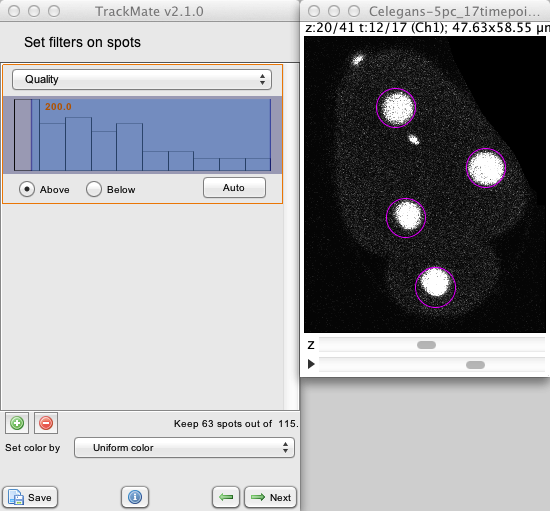 TrackMate v2.1.0
Set filters on spots
Quality
200.0
Above
Below
Auto
Keep 63 spots out of 115.
Set color by
Uniform color
Save
Next
Celegans-5pc_17timepoi...
z:20/41 t:12/17 (Ch1); 47.63x58.55 µm
z